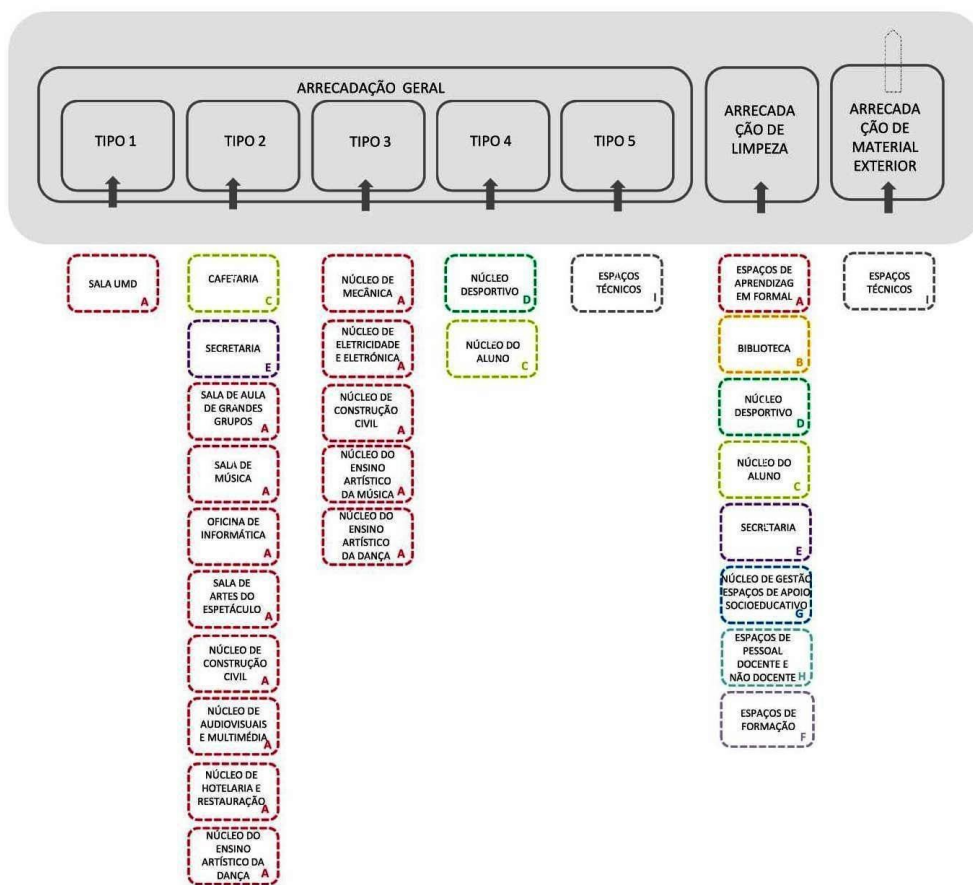 ARRECADAÇÃO GERAL
TIPO 1
TIPO 2
TIPO 3
TIPO 4
TIPO 5
ARRECADA
ÇÃO DE
LIMPEZA
ARRECADA
ÇÃO DE
MATERIAL
EXTERIOR
SALA UMD
A
CAFETARIA
C
SECRETARIA
E
SALA DE AULA
DE GRANDES
GRUPOS
A
SALA DE
MÚSICA
A
OFICINA DE
INFORMÁTICA
A
SALA DE
ARTES DO
ESPETÁCULO
A
NÚCLEO DE
CONSTRUÇÃO
CIVIL
A
NÚCLEO DE
AUDIOVISUAIS
E MULTIMÉDIA
A
NÚCLEO DE
HOTELARIA E
RESTAURAÇÃO
A
NÚCLEO DO
ENSINO
ARTÍSTICO DA
DANÇA
A
NÚCLEO DE
MECÂNICA
A
NÚCLEO DE
ELETRICIDADE
E ELETRÓNICA
A
NÚCLEO DE
CONSTRUÇÃO
CIVIL
A
NÚCLEO DO
ENSINO
ARTÍSTICO
DA MÚSICA
A
NÚCLEO DO
ENSINO
ARTÍSTICO
DA DANÇA
A
NÚCLEO
DESPORTIVO
D
NÚCLEO DO
ALUNO
C
ESPAÇOS
TÉCNICOS
I
ESPAÇOS DE
APRENDIZAG
EM FORMAL
A
BIBLIOTECA
B
NÚCLEO
DESPORTIVO
D
NÚCLEO DO
ALUNO
C
SECRETARIA
E
NÚCLEO DE GESTÃO
ESPAÇOS DE APOIO
SOCIOEDUCATIVO
G
ESPAÇOS DE
PESSOAL
DOCENTE E
NÃO DOCENTE
H
ESPAÇOS DE
FORMAÇÃO
F
ESPAÇOS
TÉCNICOS
I